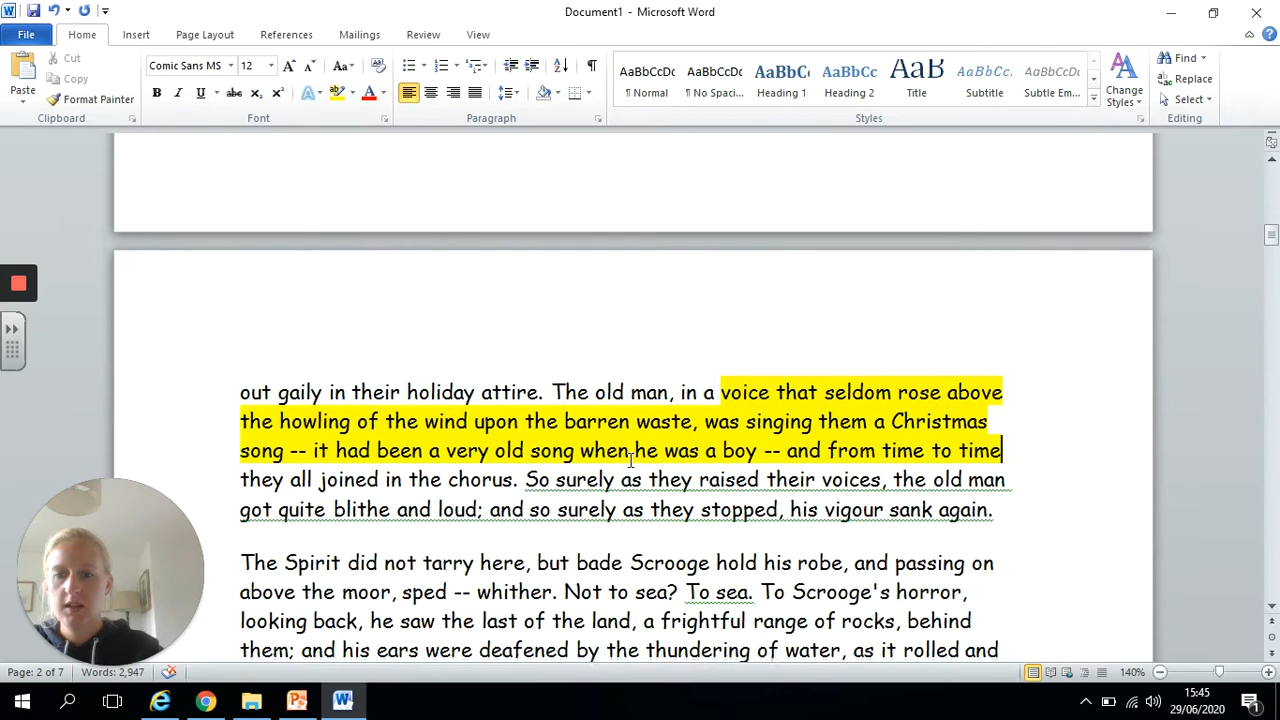 Document1 - Microsoft Word
File Home Insert Page Layout References Mailings Review View
Paste
Cut
Copy
Format Painter
Clipboard
Comic Sans MS 12
Font
Paragraph
AaBbCcDc AaBbCcDc AaBbC AaBbCc AaB AaBbCcL AaBbCcDc
¶ Normal ¶ No Spaci... Heading 1 Heading 2 Title Subtitle Subtle Em...
Styles
Change Styles
Find
Replace
Select
Editing
out gaily in their holiday attire. The old man, in a voice that seldom rose above
the howling of the wind upon the barren waste, was singing them a Christmas
song -- it had been a very old song when he was a boy -- and from time to time
they all joined in the chorus. So surely as they raised their voices, the old man
got quite blithe and loud; and so surely as they stopped, his vigour sank again.
The Spirit did not tarry here, but bade Scrooge hold his robe, and passing on
above the moor, sped -- whither. Not to sea? To sea. To Scrooge's horror,
looking back, he saw the last of the land, a frightful range of rocks, behind
them; and his ears were deafened by the thundering of water, as it rolled and
Page: 2 of 7 Words: 2,947 140%
15:45
29/06/2020